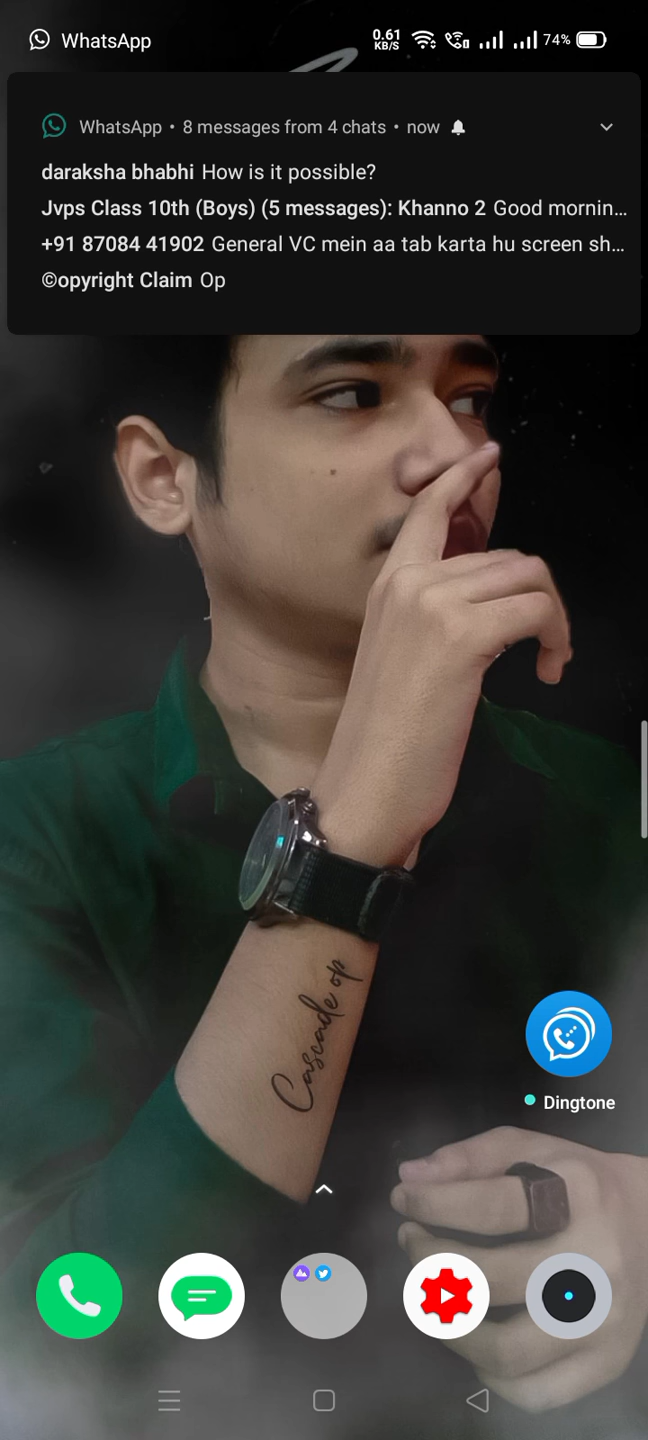 WhatsApp 0.61 KB/S 74%
WhatsApp • 8 messages from 4 chats • now
daraksha bhabhi How is it possible?
Jvps Class 10th (Boys) (5 messages): Khanno 2 Good mornin...
+91 87084 41902 General VC mein aa tab karta hu screen sh...
©opyright Claim Op
Cascade op
Dingtone